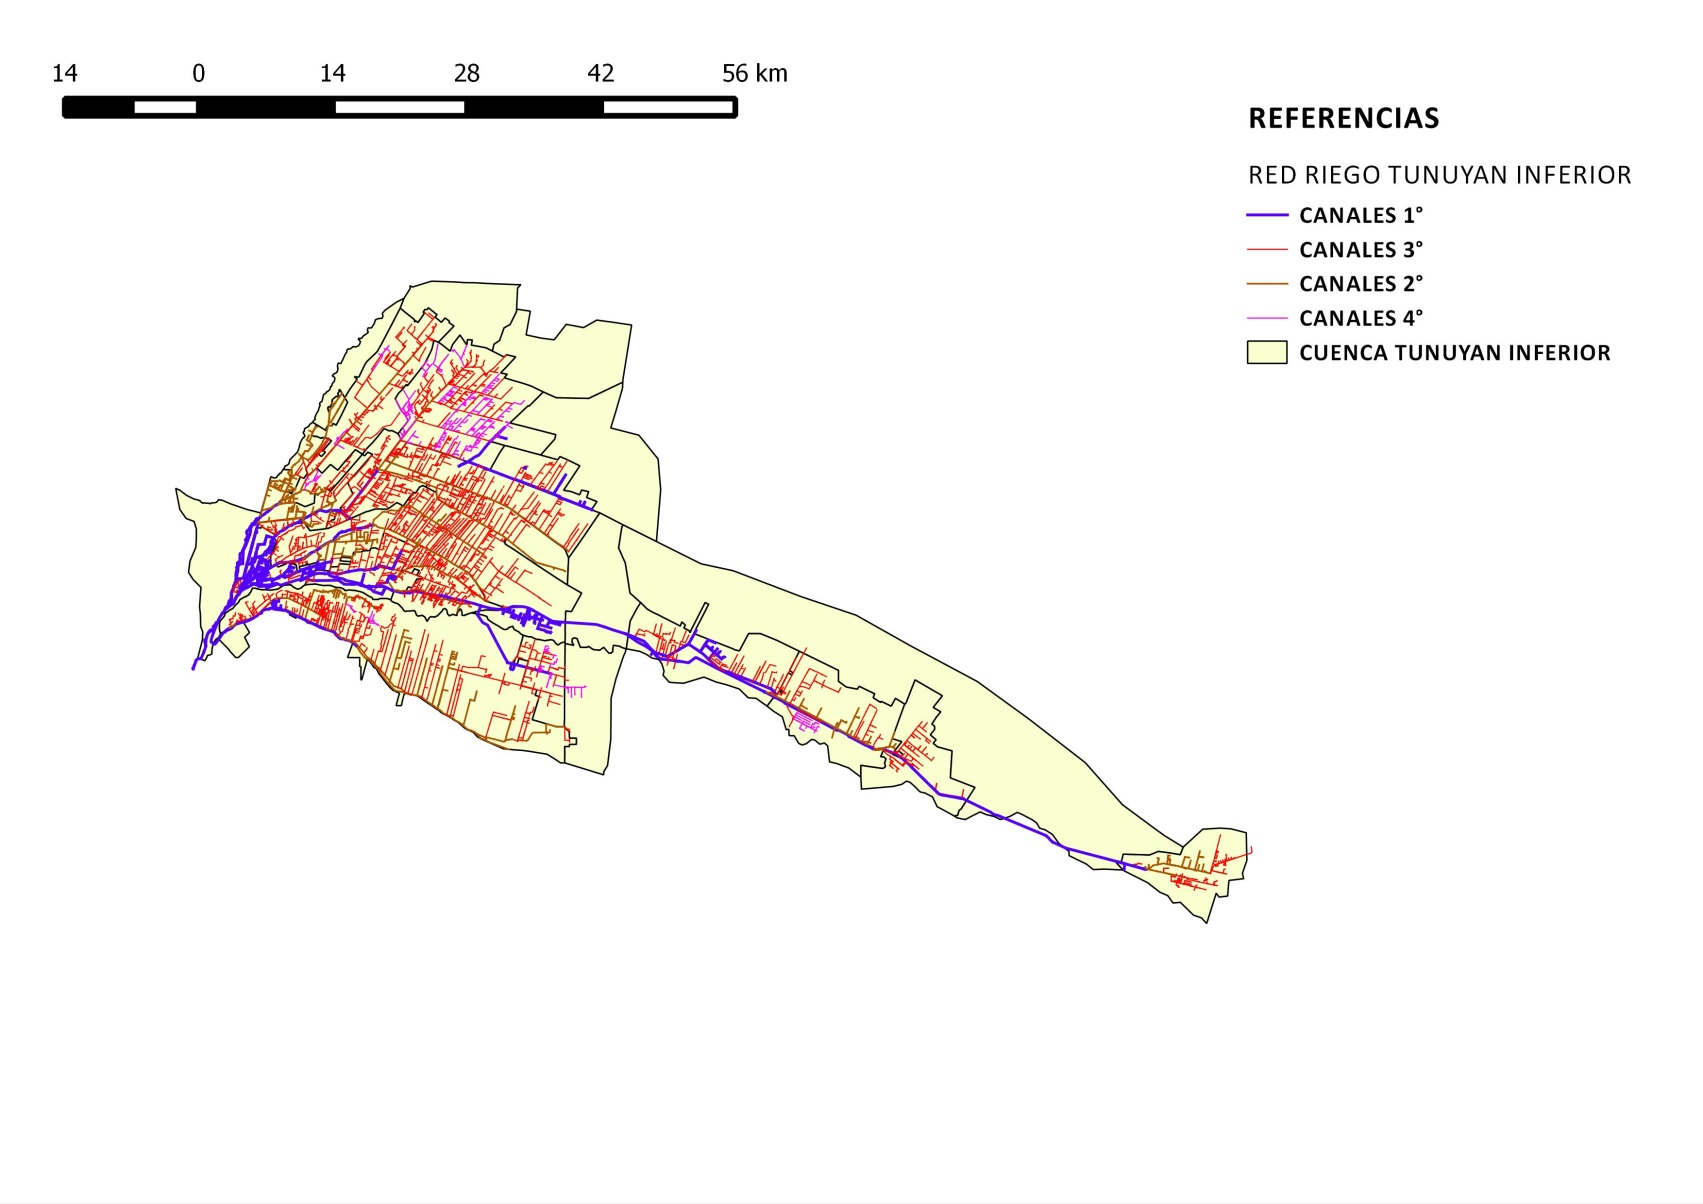 14 0 14 28 42 56 km
REFERENCIAS
RED RIEGO TUNUYAN INFERIOR
CANALES 1°
CANALES 3°
CANALES 2°
CANALES 4°
CUENCA TUNUYAN INFERIOR